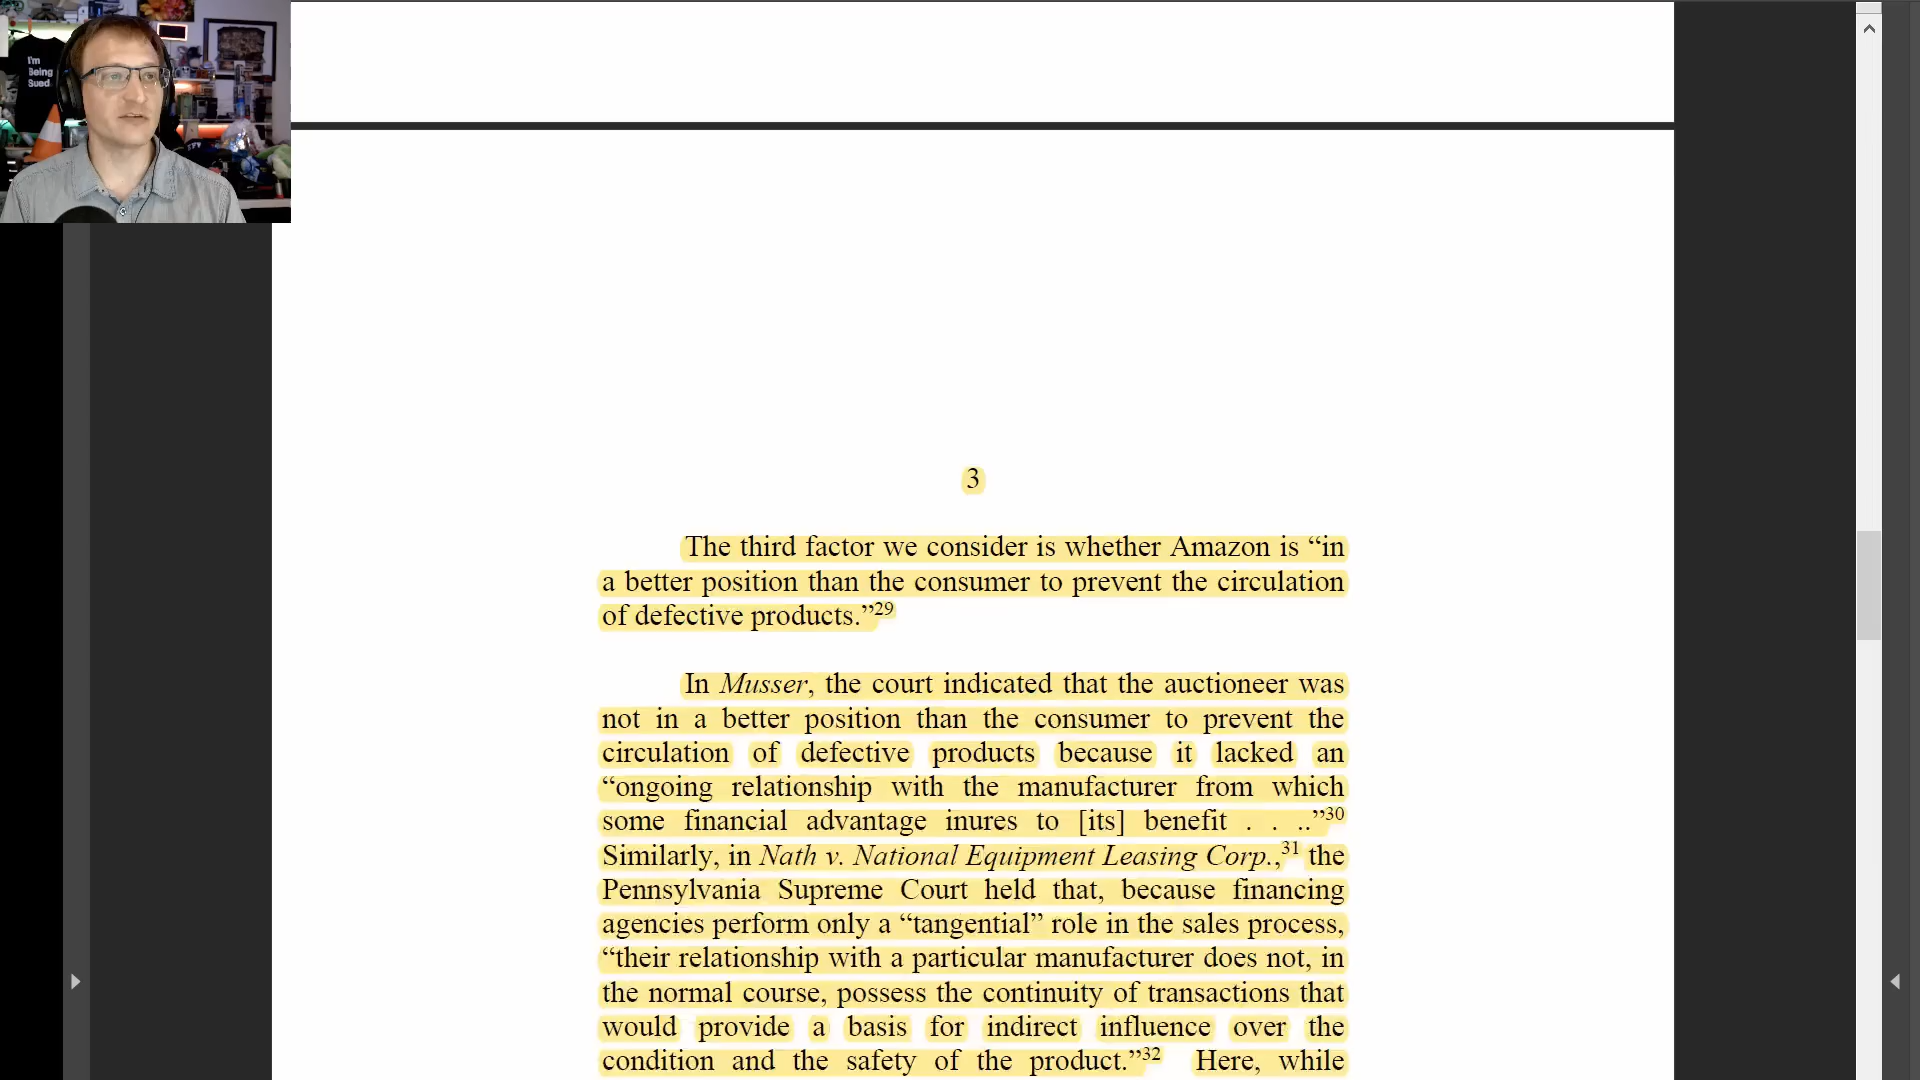 I'm
Being
Sued
3
The third factor we consider is whether Amazon is “in
a better position than the consumer to prevent the circulation
of defective products.”29
In Musser, the court indicated that the auctioneer was
not in a better position than the consumer to prevent the
circulation of defective products because it lacked an
“ongoing relationship with the manufacturer from which
some financial advantage inures to [its] benefit . . ..”30
Similarly, in Nath v. National Equipment Leasing Corp.,31 the
Pennsylvania Supreme Court held that, because financing
agencies perform only a “tangential” role in the sales process,
“their relationship with a particular manufacturer does not, in
the normal course, possess the continuity of transactions that
would provide a basis for indirect influence over the
condition and the safety of the product.”32 Here, while